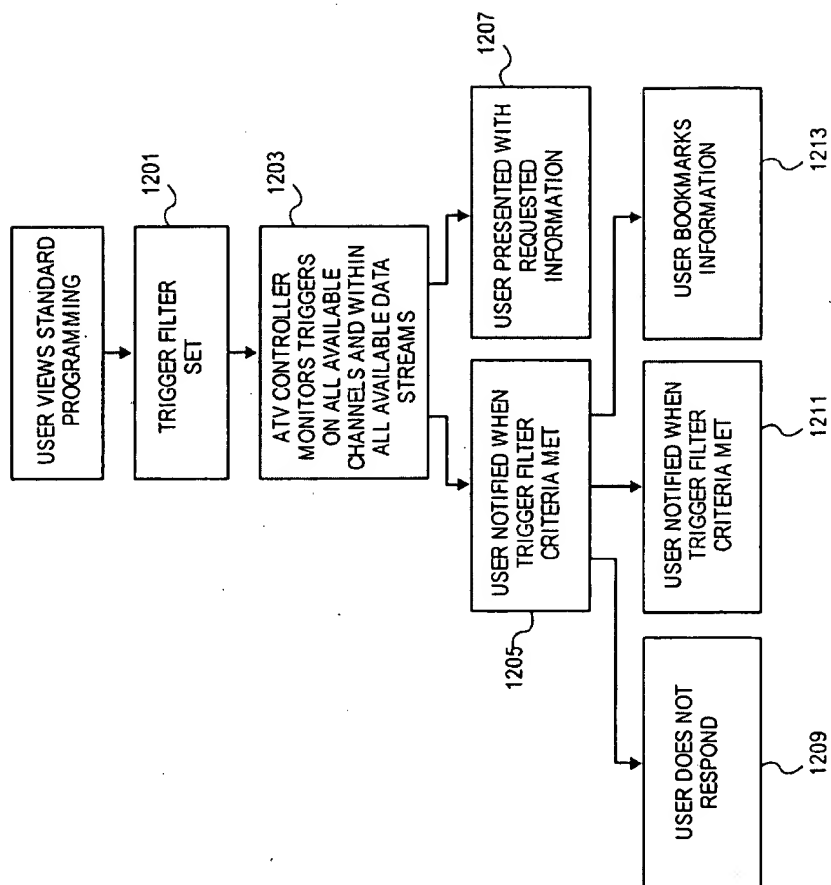 USER VIEWS STANDARD
PROGRAMMING
1201
TRIGGER FILTER
SET
1203
ATV CONTROLLER
MONITORS TRIGGERS
ON ALL AVAILABLE
CHANNELS AND WITHIN
ALL AVAILABLE DATA
STREAMS
1205
USER NOTIFIED WHEN
TRIGGER FILTER
CRITERIA MET
1207
USER PRESENTED WITH
REQUESTED
INFORMATION
USER DOES NOT
RESPOND
1209
USER NOTIFIED WHEN
TRIGGER FILTER
CRITERIA MET
1211
USER BOOKMARKS
INFORMATION
1213